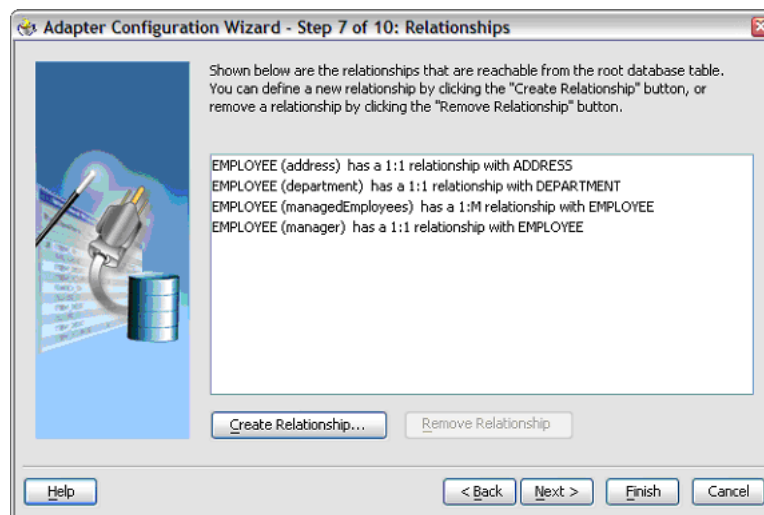 Adapter Configuration Wizard - Step 7 of 10: Relationships
Shown below are the relationships that are reachable from the root database table.
You can define a new relationship by clicking the "Create Relationship" button, or
remove a relationship by clicking the "Remove Relationship" button.
EMPLOYEE (address) has a 1:1 relationship with ADDRESS
EMPLOYEE (department) has a 1:1 relationship with DEPARTMENT
EMPLOYEE (managedEmployees) has a 1:M relationship with EMPLOYEE
EMPLOYEE (manager) has a 1:1 relationship with EMPLOYEE
Create Relationship... Remove Relationship
Help < Back Next > Finish Cancel